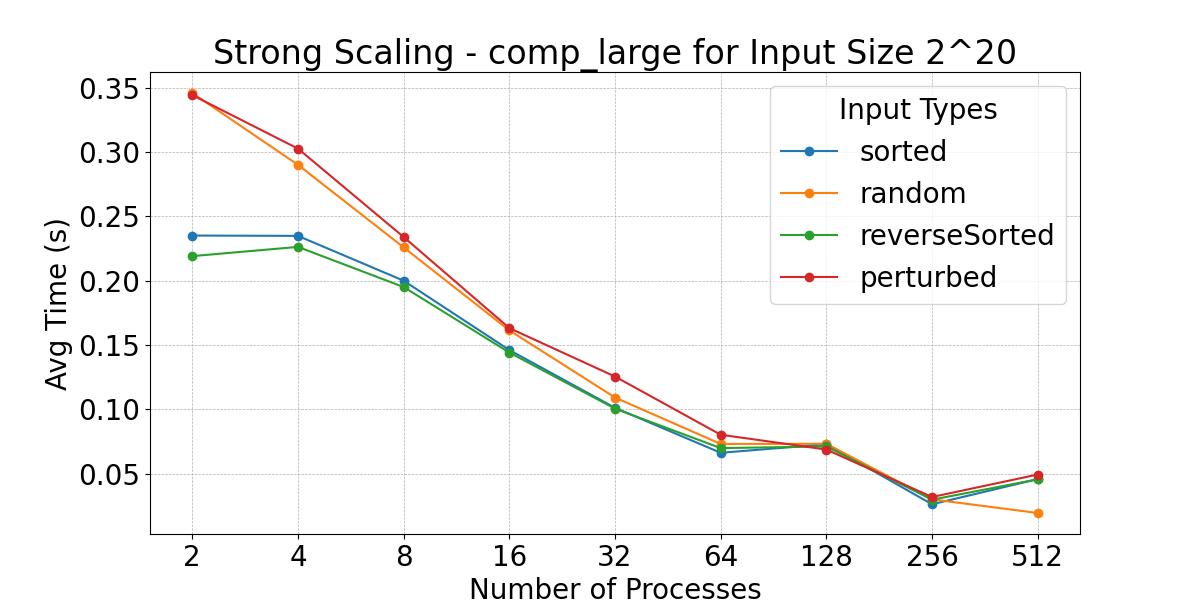 Strong Scaling - comp_large for Input Size 2^20
Avg Time (s)
0.35
0.30
0.25
0.20
0.15
0.10
0.05
Input Types
sorted
random
reverseSorted
perturbed
2 4 8 16 32 64 128 256 512
Number of Processes